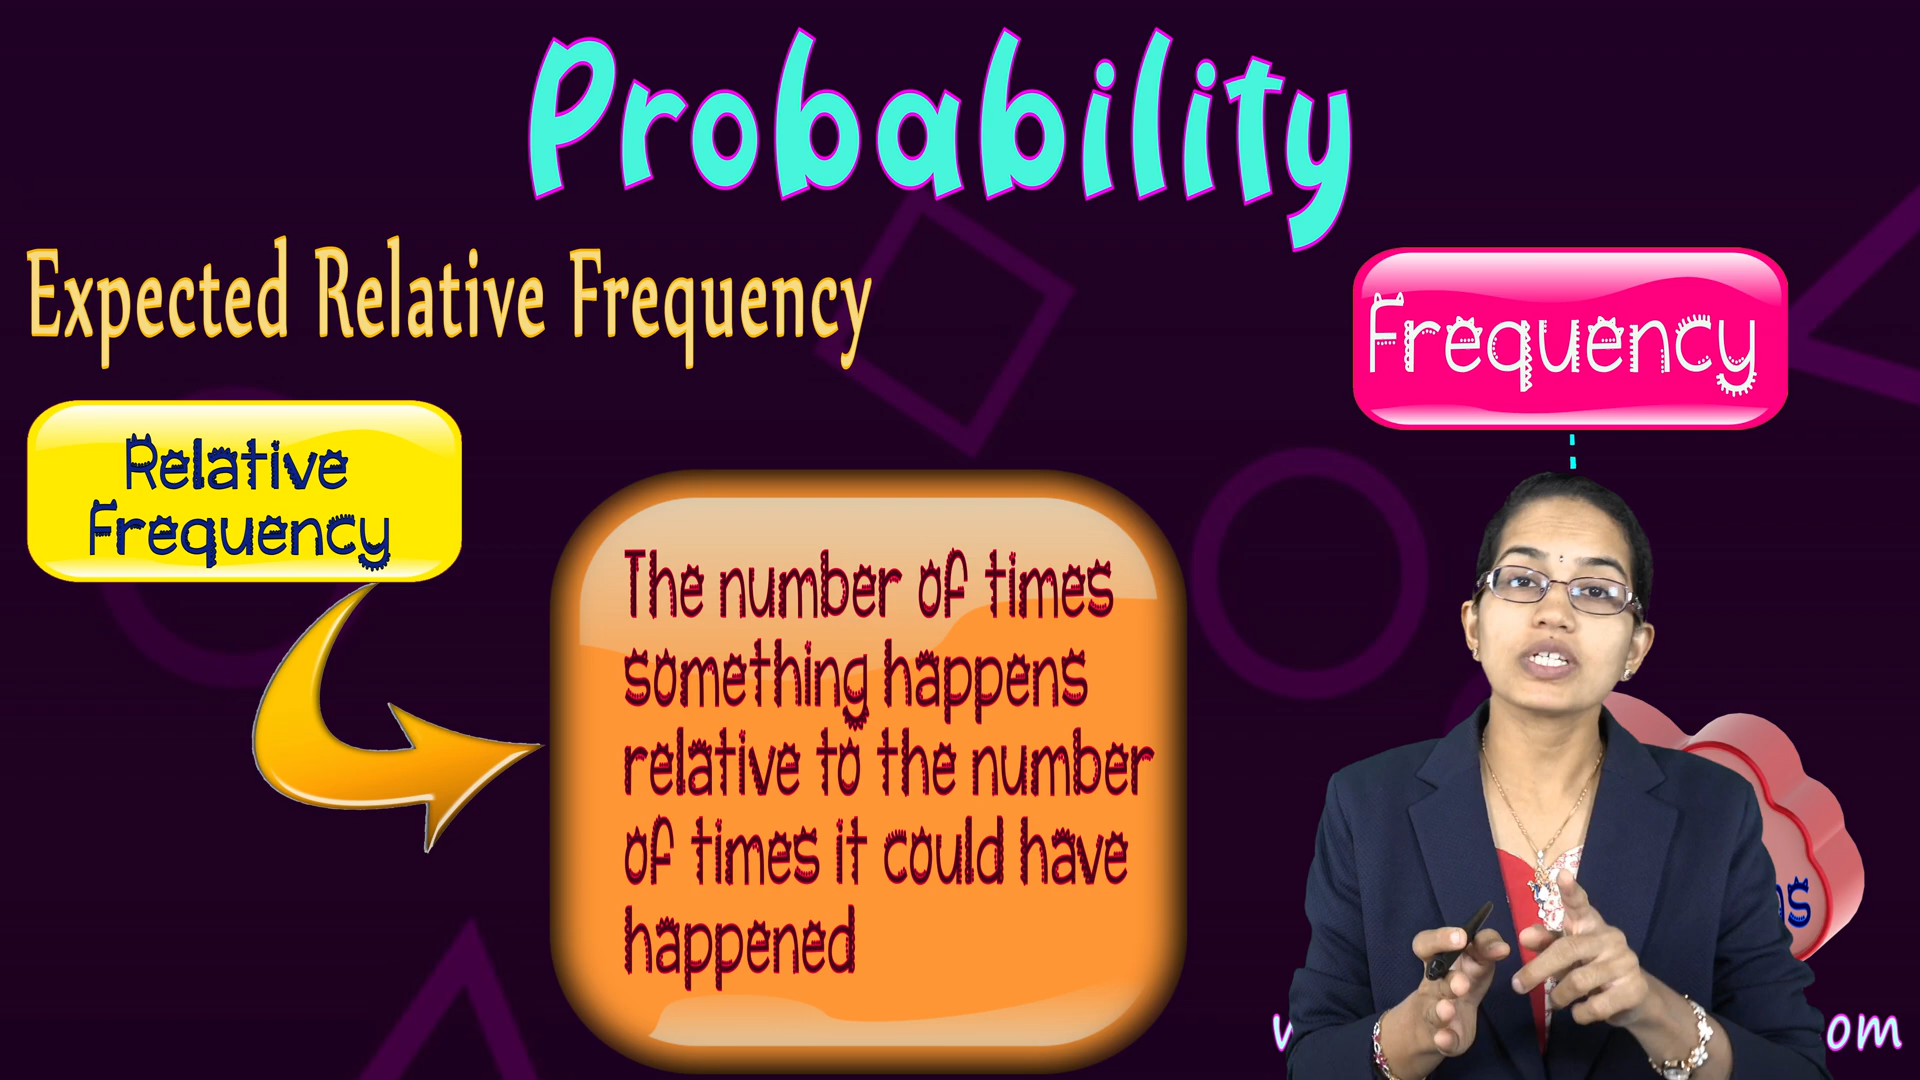 Probability
Expected Relative Frequency
Frequency
Relative
Frequency
The number of times
something happens
relative to the number
of times it could have
happened